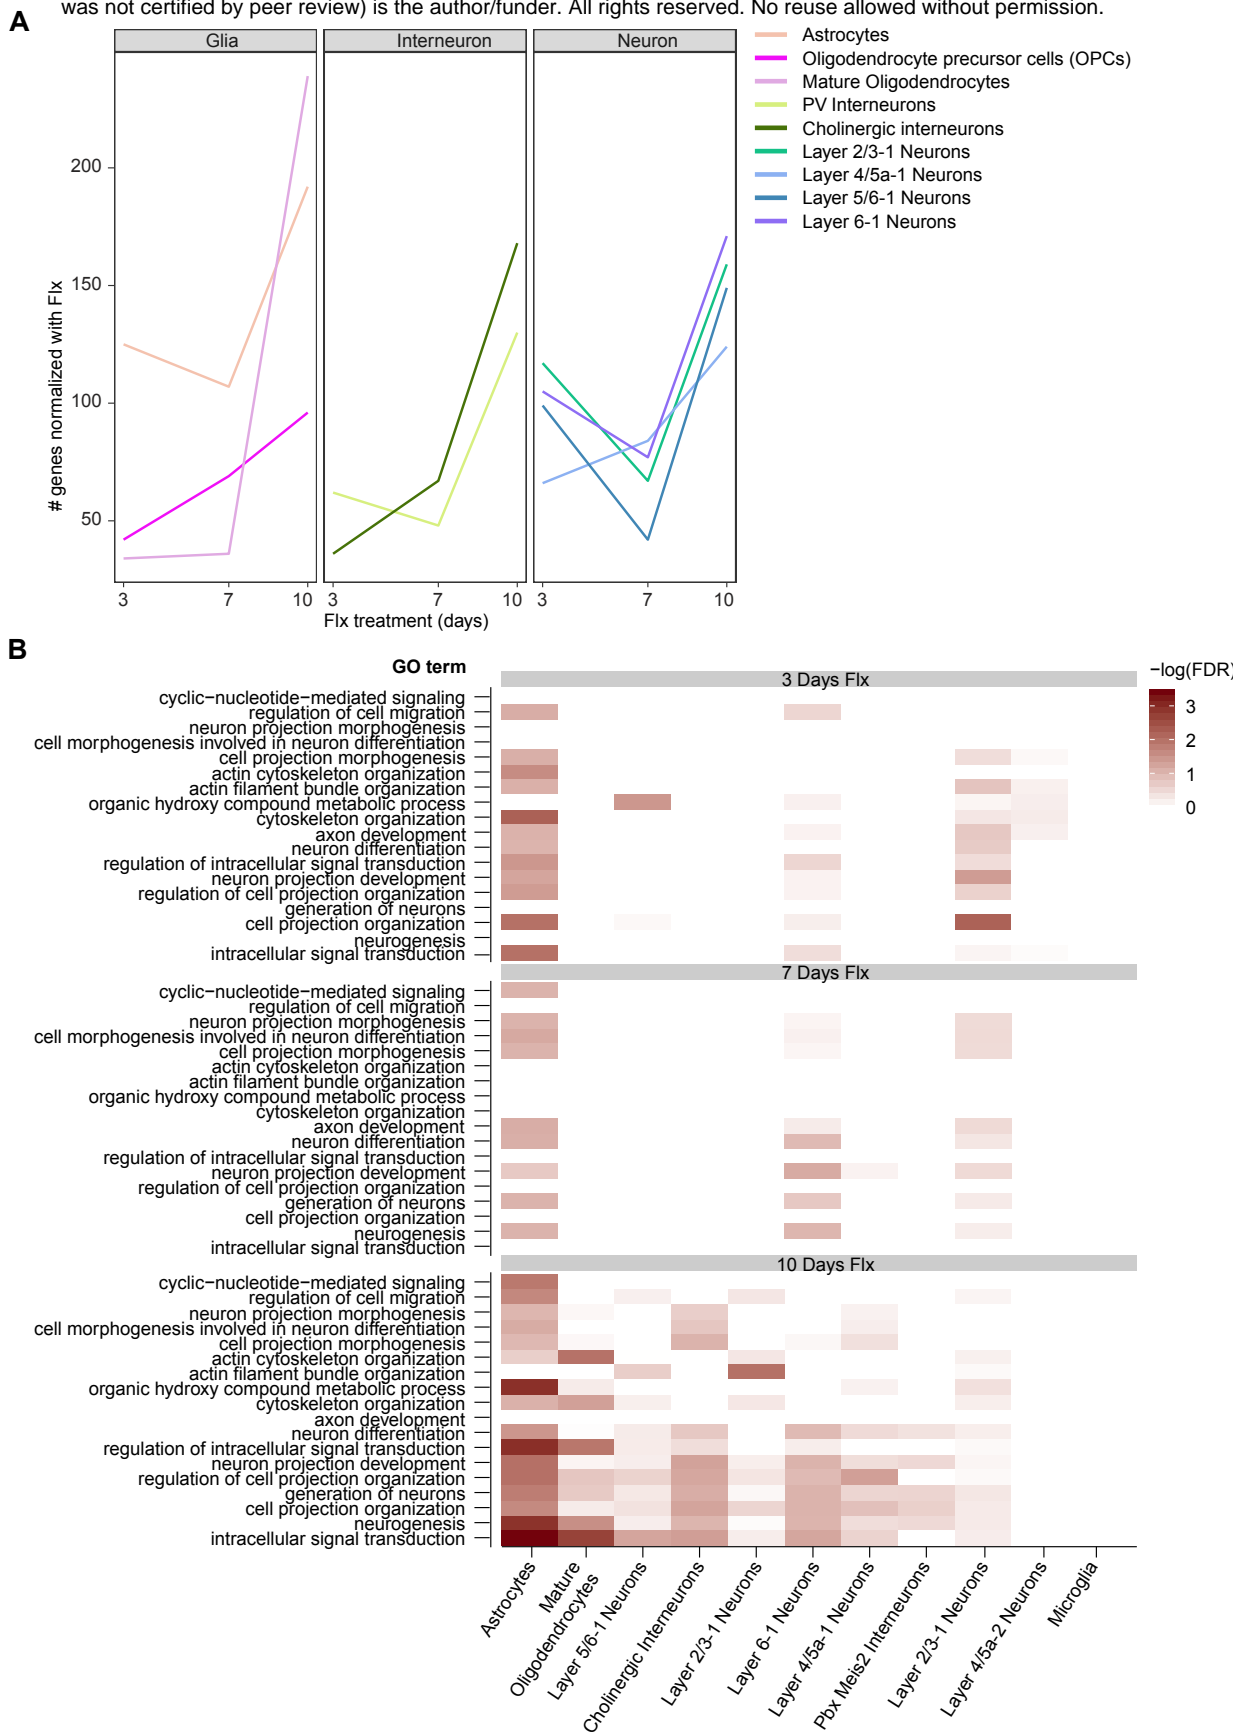 was not certified by peer review) is the author/funder. All rights reserved. No reuse allowed without permission.
A
Glia
Interneuron
Neuron
Astrocytes
Oligodendrocyte precursor cells (OPCs)
Mature Oligodendrocytes
PV Interneurons
Cholinergic interneurons
Layer 2/3-1 Neurons
Layer 4/5a-1 Neurons
Layer 5/6-1 Neurons
Layer 6-1 Neurons
# genes normalized with Flx
200
150
100
50
3 7 10 3 7 10 3 7 10
Flx treatment (days)
B
GO term
3 Days Flx
−log(FDR)
3
2
1
0
cyclic−nucleotide−mediated signaling
regulation of cell migration
neuron projection morphogenesis
cell morphogenesis involved in neuron differentiation
cell projection morphogenesis
actin cytoskeleton organization
actin filament bundle organization
organic hydroxy compound metabolic process
cytoskeleton organization
axon development
neuron differentiation
regulation of intracellular signal transduction
neuron projection development
regulation of cell projection organization
generation of neurons
cell projection organization
neurogenesis
intracellular signal transduction
7 Days Flx
cyclic−nucleotide−mediated signaling
regulation of cell migration
neuron projection morphogenesis
cell morphogenesis involved in neuron differentiation
cell projection morphogenesis
actin cytoskeleton organization
actin filament bundle organization
organic hydroxy compound metabolic process
cytoskeleton organization
axon development
neuron differentiation
regulation of intracellular signal transduction
neuron projection development
regulation of cell projection organization
generation of neurons
cell projection organization
neurogenesis
intracellular signal transduction
10 Days Flx
cyclic−nucleotide−mediated signaling
regulation of cell migration
neuron projection morphogenesis
cell morphogenesis involved in neuron differentiation
cell projection morphogenesis
actin cytoskeleton organization
actin filament bundle organization
organic hydroxy compound metabolic process
cytoskeleton organization
axon development
neuron differentiation
regulation of intracellular signal transduction
neuron projection development
regulation of cell projection organization
generation of neurons
cell projection organization
neurogenesis
intracellular signal transduction
Astrocytes
Mature
Oligodendrocytes
Layer 5/6-1 Neurons
Cholinergic Interneurons
Layer 2/3-1 Neurons
Layer 6-1 Neurons
Layer 4/5a-1 Neurons
Pbx Meis2 Interneurons
Layer 2/3-1 Neurons
Layer 4/5a-2 Neurons
Microglia